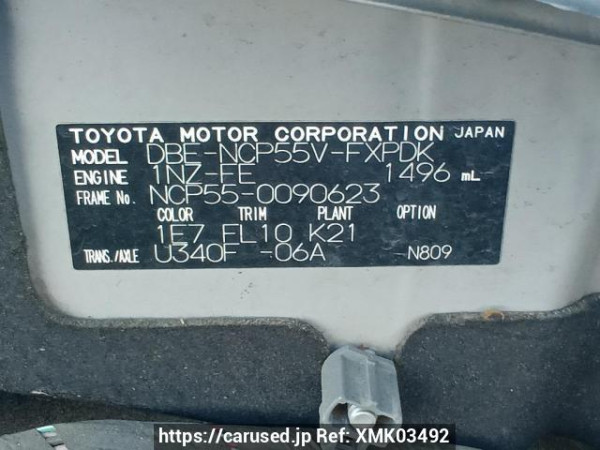 TOYOTA MOTOR CORPORATION JAPAN
MODEL DBE-NCP55V-FXPDK
ENGINE 1NZ-FE 1496 mL
FRAME No. NCP55-0090623
COLOR TRIM PLANT OPTION
1E7 FL10 K21
TRANS./AXLE U340F -06A N809
https://carused.jp Ref: XMK03492